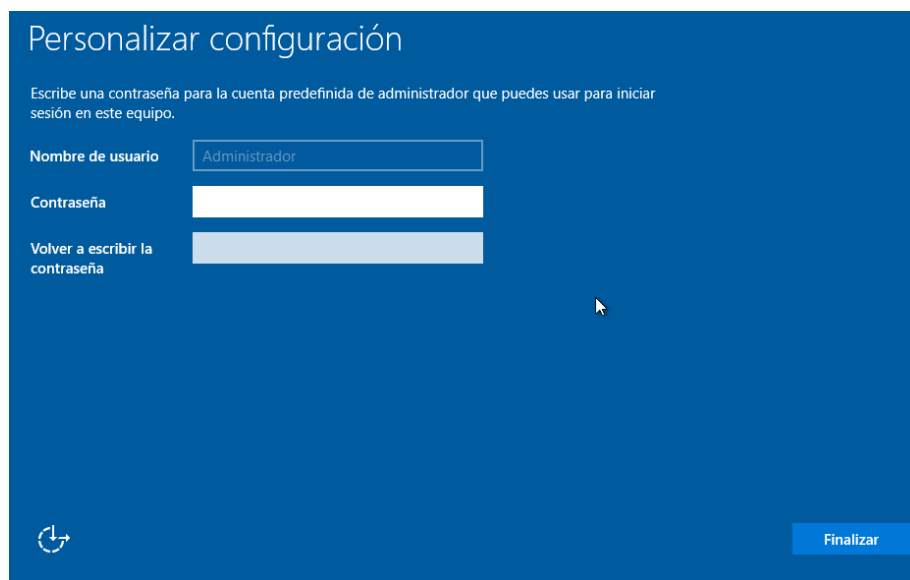 Personalizar configuración
Escribe una contraseña para la cuenta predefinida de administrador que puedes usar para iniciar
sesión en este equipo.
Nombre de usuario
Administrador
Contraseña
Volver a escribir la
contraseña
Finalizar